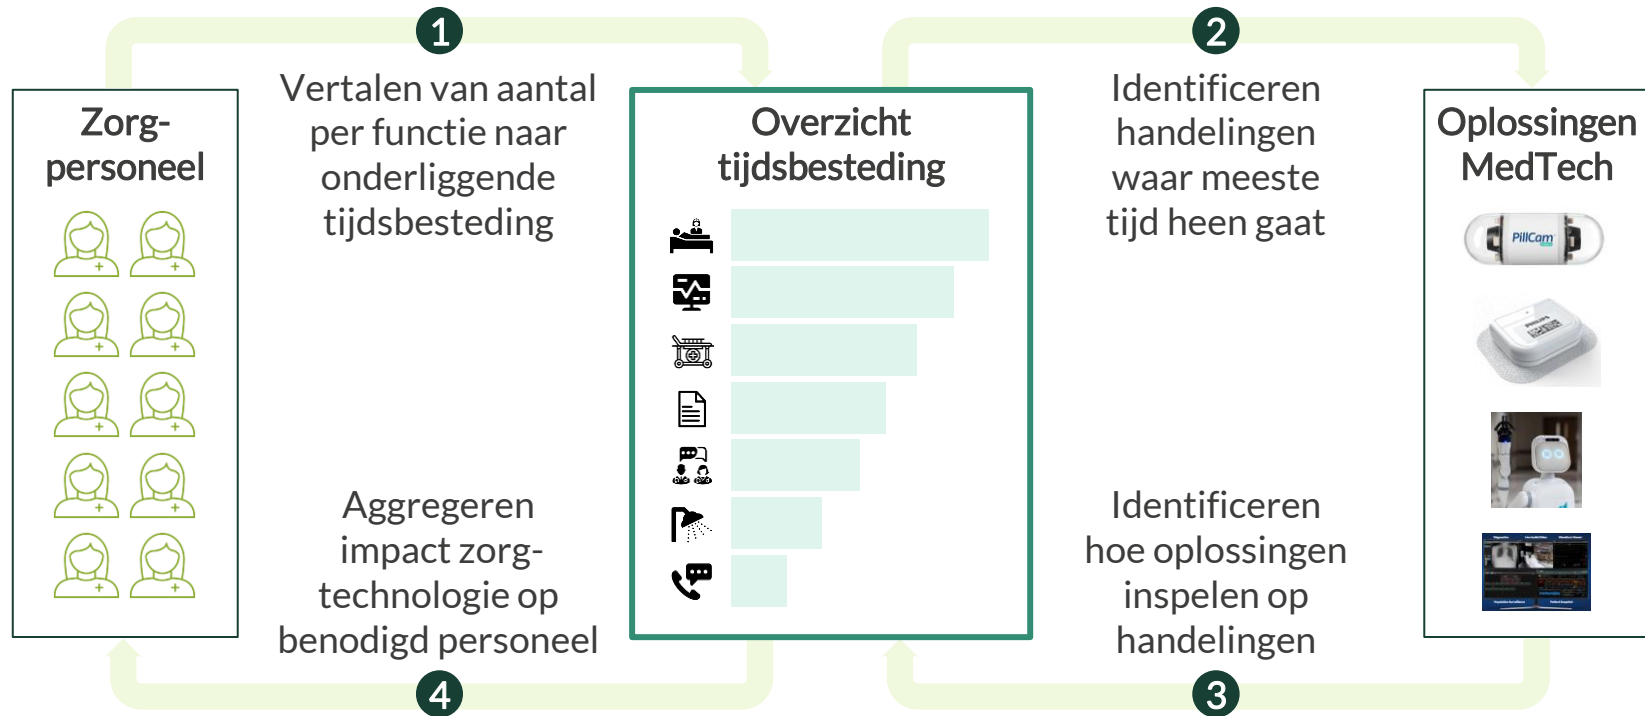 1
2
Vertalen van aantal
per functie naar
onderliggende
tijdsbesteding
Identificeren
handelingen
waar meeste
tijd heen gaat
Zorg-
personeel
Overzicht
tijdsbesteding
Oplossingen
MedTech
PillCam
PHILIPS
Aggregeren
impact zorg-
technologie op
benodigd personeel
Identificeren
hoe oplossingen
inspelen op
handelingen
4
3